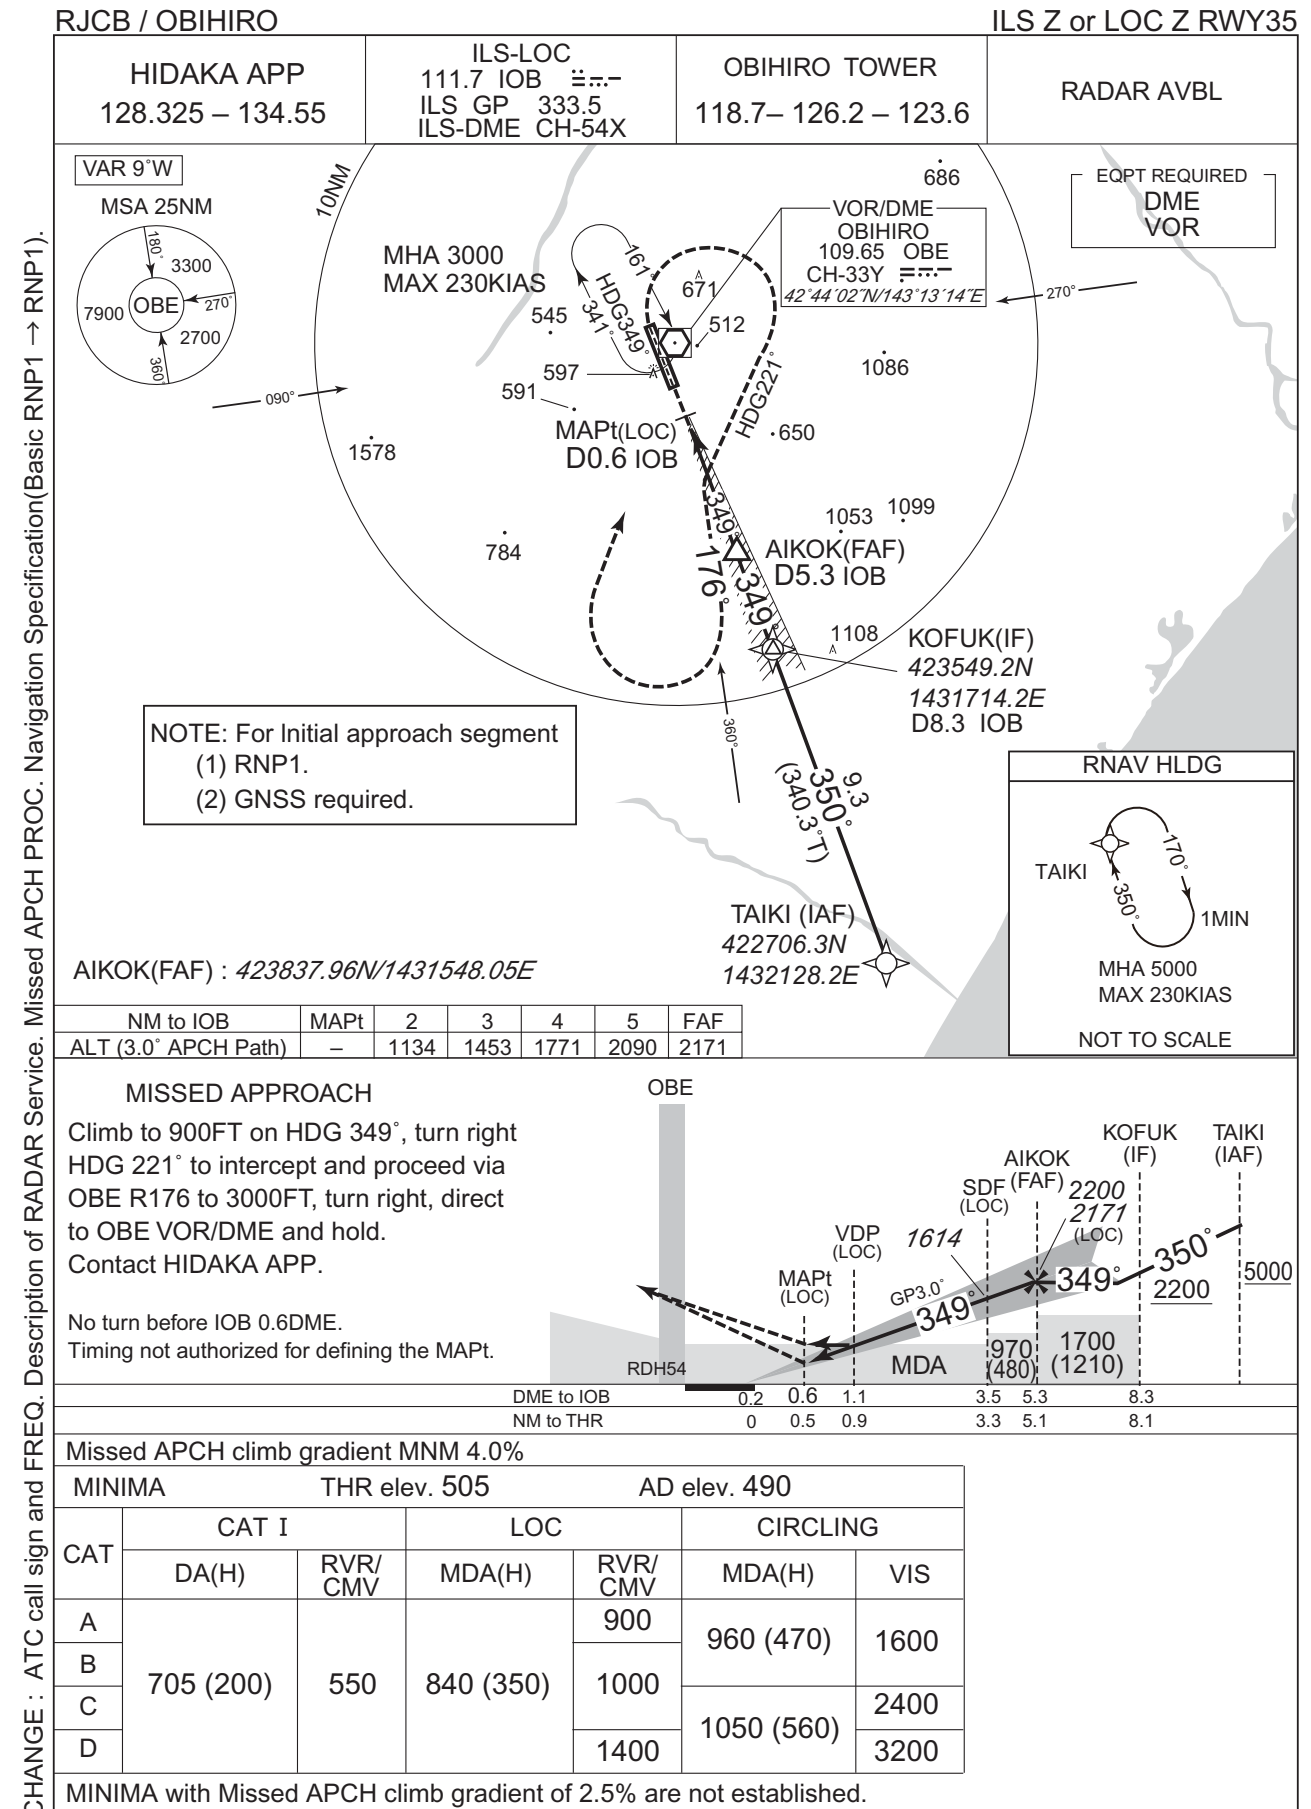 RJCB / OBIHIRO
ILS Z or LOC Z RWY35
HIDAKA APP
128.325 – 134.55
ILS-LOC
111.7 IOB
ILS GP 333.5
ILS-DME CH-54X
OBIHIRO TOWER
118.7– 126.2 – 123.6
RADAR AVBL
VAR 9°W
MSA 25NM
180°
3300
7900
OBE
270°
2700
360°
10NM
MHA 3000
MAX 230KIAS
161°
341°
HDG349°
686
EQPT REQUIRED
DME
VOR
VOR/DME
OBIHIRO
109.65 OBE
CH-33Y
42°44´02˝N/143°13´14˝E
270°
671
545
512
597
591
1086
090°
HDG221°
MAPt(LOC)
D0.6 IOB
650
1578
349°
1053
1099
784
176°
AIKOK(FAF)
D5.3 IOB
349°
1108
KOFUK(IF)
423549.2N
1431714.2E
D8.3 IOB
360°
NOTE: For Initial approach segment
(1) RNP1.
(2) GNSS required.
9.3
350°
(340.3°T)
RNAV HLDG
TAIKI
170°
350°
1MIN
MHA 5000
MAX 230KIAS
NOT TO SCALE
TAIKI (IAF)
422706.3N
1432128.2E
AIKOK(FAF) : 423837.96N/1431548.05E
NM to IOB MAPt 2 3 4 5 FAF
ALT (3.0° APCH Path) – 1134 1453 1771 2090 2171
MISSED APPROACH
Climb to 900FT on HDG 349°, turn right
HDG 221° to intercept and proceed via
OBE R176 to 3000FT, turn right, direct
to OBE VOR/DME and hold.
Contact HIDAKA APP.
No turn before IOB 0.6DME.
Timing not authorized for defining the MAPt.
OBE
KOFUK
(IF)
TAIKI
(IAF)
AIKOK
(FAF)
SDF
(LOC)
2200
2171
(LOC)
VDP
(LOC)
1614
MAPt
(LOC)
GP3.0°
349°
349°
350°
2200
5000
RDH54
MDA
970
(480)
1700
(1210)
DME to IOB 0.2 0.6 1.1 3.5 5.3 8.3
NM to THR 0 0.5 0.9 3.3 5.1 8.1
Missed APCH climb gradient MNM 4.0%
MINIMA THR elev. 505 AD elev. 490
CAT
CAT I LOC CIRCLING
DA(H) RVR/CMV MDA(H) RVR/CMV MDA(H) VIS
A
B
C
D
705 (200)
550
840 (350)
900
1000
1400
960 (470)
1050 (560)
1600
2400
3200
MINIMA with Missed APCH climb gradient of 2.5% are not established.
CHANGE : ATC call sign and FREQ. Description of RADAR Service. Missed APCH PROC. Navigation Specification(Basic RNP1 → RNP1).